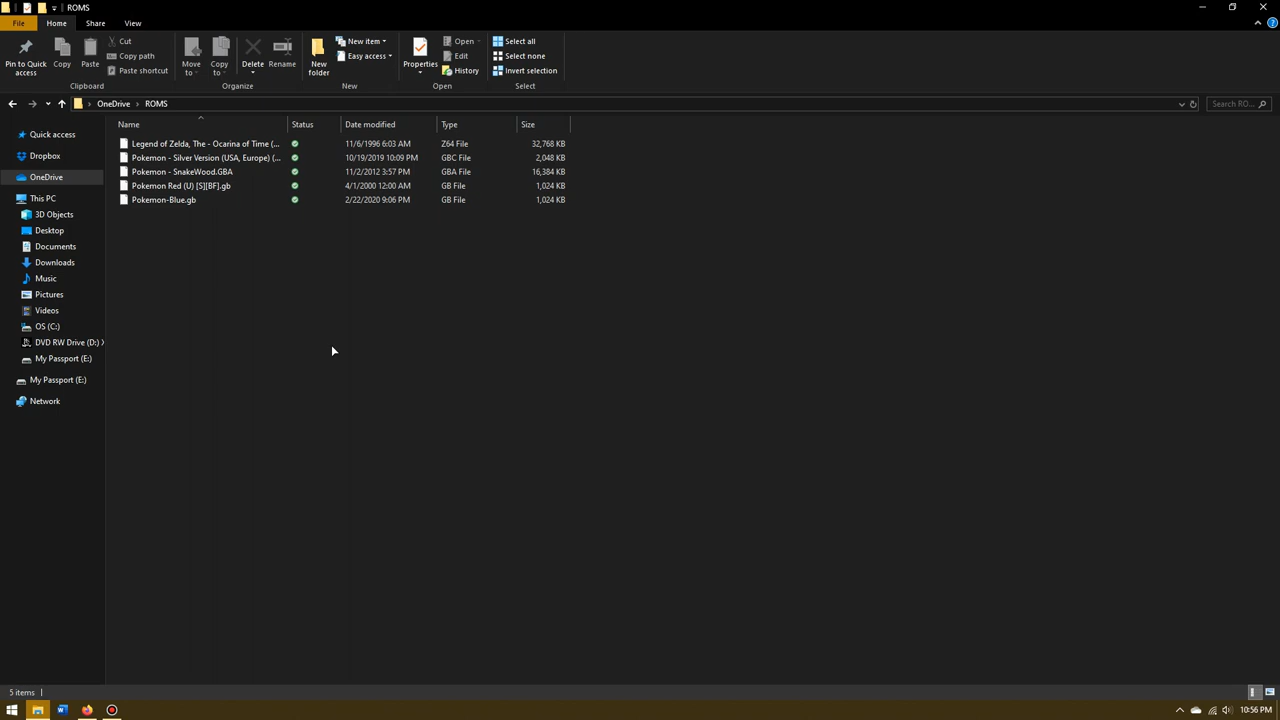 ROMS
File Home Share View
Pin to Quick access
Copy
Paste
Cut
Copy path
Paste shortcut
Clipboard
Move to
Copy to
Delete
Rename
Organize
New folder
New item
Easy access
New
Properties
Open
Edit
History
Open
Select all
Select none
Invert selection
Select
OneDrive > ROMS
Search RO...
Name Status Date modified Type Size
Legend of Zelda, The - Ocarina of Time (... 11/6/1996 6:03 AM Z64 File 32,768 KB
Pokemon - Silver Version (USA, Europe) (... 10/19/2019 10:09 PM GBC File 2,048 KB
Pokemon - SnakeWood.GBA 11/2/2012 3:57 PM GBA File 16,384 KB
Pokemon Red (U) [S][BF].gb 4/1/2000 12:00 AM GB File 1,024 KB
Pokemon-Blue.gb 2/22/2020 9:06 PM GB File 1,024 KB
Quick access
Dropbox
OneDrive
This PC
3D Objects
Desktop
Documents
Downloads
Music
Pictures
Videos
OS (C:)
DVD RW Drive (D:) X
My Passport (E:)
My Passport (E:)
Network
5 items
10:56 PM